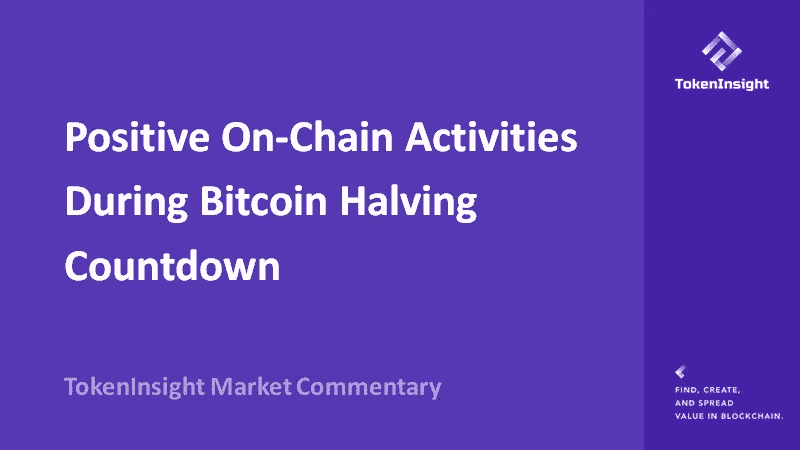 TokenInsight
Positive On-Chain Activities
During Bitcoin Halving
Countdown
TokenInsight Market Commentary
FIND, CREATE,
AND SPREAD
VALUE IN BLOCKCHAIN.